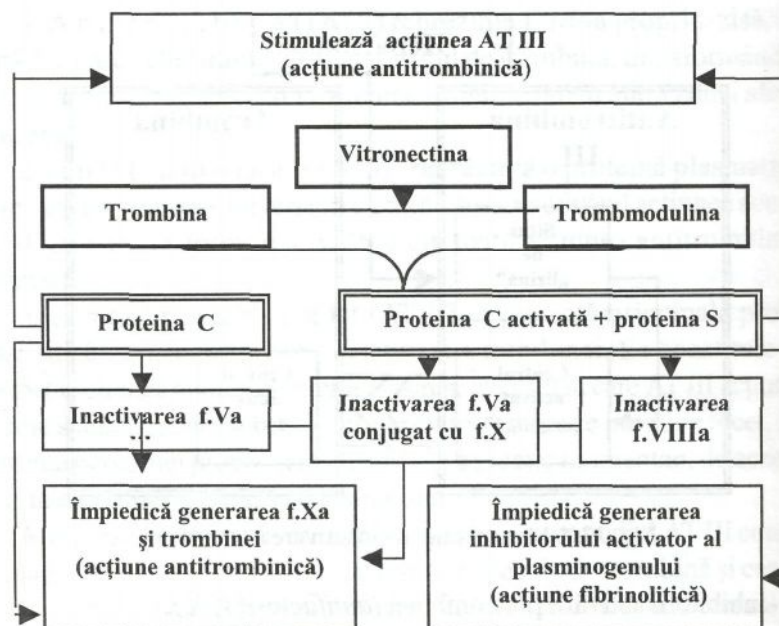 Stimulează acțiunea AT III
(acțiune antitrombinică)
Vitronectina
Trombina
Trombmodulina
Proteina C
Proteina C activată + proteina S
Inactivarea f.Va
Inactivarea f.Va
conjugat cu f.X
Inactivarea
f.VIIIa
Împiedică generarea f.Xa
și trombinei
(acțiune antitrombinică)
Împiedică generarea
inhibitorului activator al
plasminogenului
(acțiune fibrinolitică)